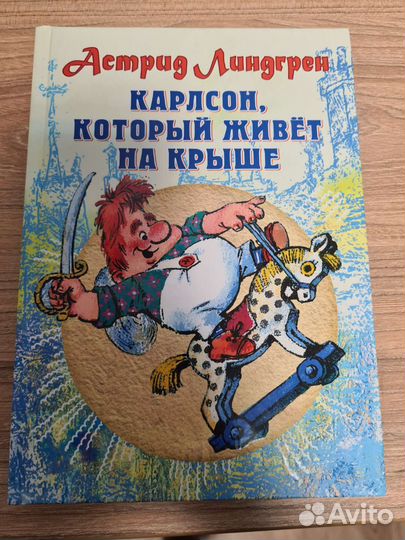 Астрид Линдгрен
КАРЛСОН,
КОТОРЫЙ ЖИВЁТ
НА КРЫШЕ
Avito